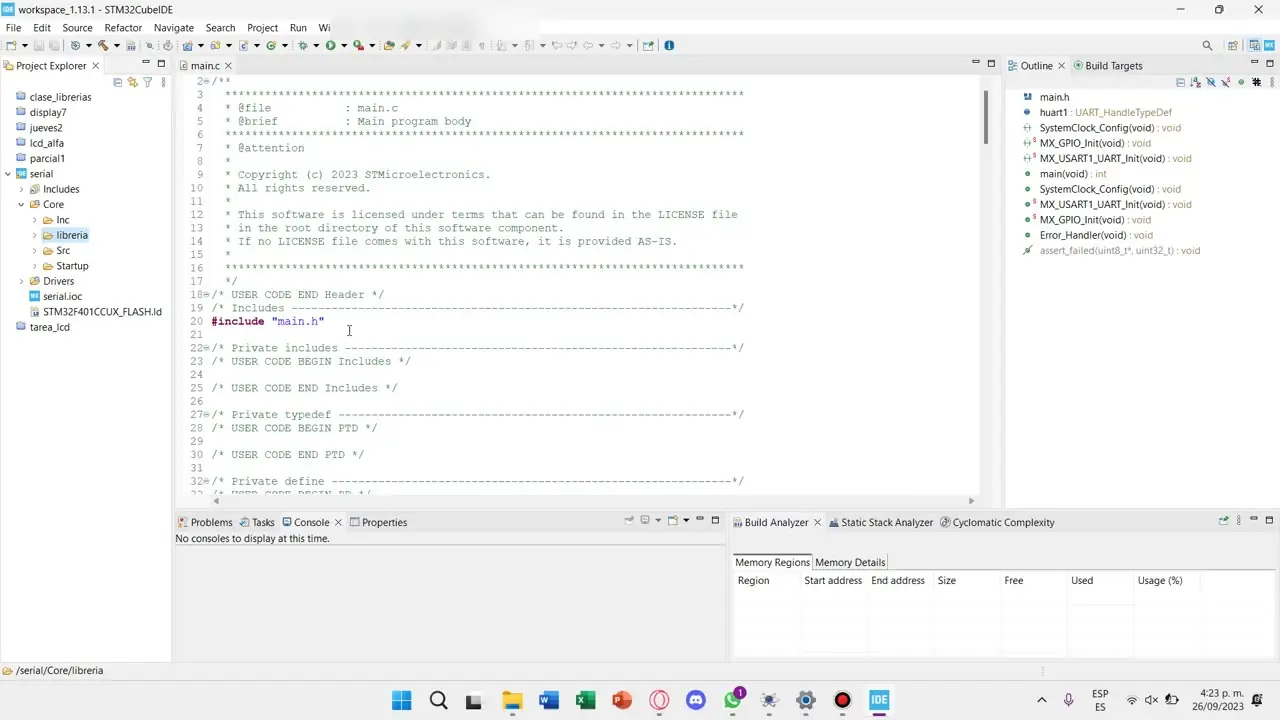 workspace_1.13.1 - STM32CubeIDE
File Edit Source Refactor Navigate Search Project Run Wi
Project Explorer
clase_librerias
display7
jueves2
lcd_alfa
parcial1
serial
Includes
Core
Inc
libreria
Src
Startup
Drivers
serial.ioc
STM32F401CCUX_FLASH.ld
tarea_lcd
main.c
2 /**
3 ******************************************************************************
4 * @file : main.c
5 * @brief : Main program body
6 ******************************************************************************
7 * @attention
8 *
9 * Copyright (c) 2023 STMicroelectronics.
10 * All rights reserved.
11 *
12 * This software is licensed under terms that can be found in the LICENSE file
13 * in the root directory of this software component.
14 * If no LICENSE file comes with this software, it is provided AS-IS.
15 *
16 ******************************************************************************
17 */
18 /* USER CODE END Header */
19 /* Includes ------------------------------------------------------------------*/
20 #include "main.h"
21
22 /* Private includes ----------------------------------------------------------*/
23 /* USER CODE BEGIN Includes */
24
25 /* USER CODE END Includes */
26
27 /* Private typedef -----------------------------------------------------------*/
28 /* USER CODE BEGIN PTD */
29
30 /* USER CODE END PTD */
31
32 /* Private define ------------------------------------------------------------*/
33 /* USER CODE BEGIN PD */
Outline Build Targets
main.h
huart1 : UART_HandleTypeDef
SystemClock_Config(void) : void
MX_GPIO_Init(void) : void
MX_USART1_UART_Init(void) : void
main(void) : int
SystemClock_Config(void) : void
MX_USART1_UART_Init(void) : void
MX_GPIO_Init(void) : void
Error_Handler(void) : void
assert_failed(uint8_t*, uint32_t) : void
Problems Tasks Console Properties
No consoles to display at this time.
Build Analyzer Static Stack Analyzer Cyclomatic Complexity
Memory Regions Memory Details
Region Start address End address Size Free Used Usage (%)
/serial/Core/libreria
1
IDE
ESP
ES
4:23 p. m.
26/09/2023